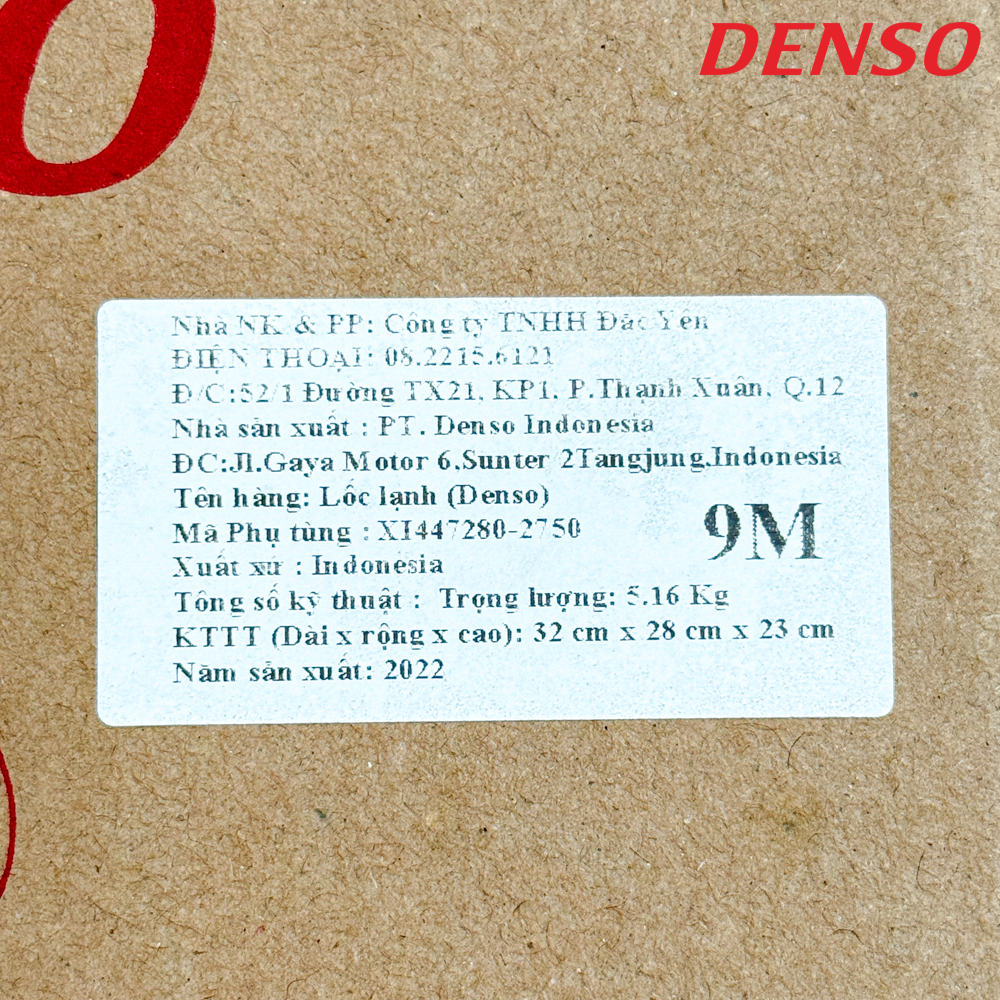 DENSO
O
Nhà NK & PP: Công ty TNHH Đắc Yên
ĐIỆN THOẠI: 08.2215.6121
Đ/C:52/1 Đường TX21, KP1, P.Thạnh Xuân, Q.12
Nhà sản xuất : PT. Denso Indonesia
ĐC:Jl.Gaya Motor 6,Sunter 2Tangjung,Indonesia
Tên hàng: Lốc lạnh (Denso)
Mã Phụ tùng : XI447280-2750
9M
Xuất xứ : Indonesia
Tông số kỹ thuật : Trọng lượng: 5.16 Kg
KTTT (Dài x rộng x cao): 32 cm x 28 cm x 23 cm
Năm sản xuất: 2022